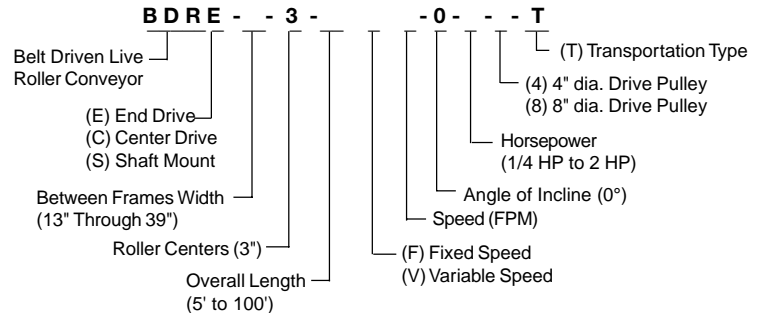 BDRE - - 3 - - 0 - - - T
Belt Driven Live
Roller Conveyor
(T) Transportation Type
(4) 4" dia. Drive Pulley
(8) 8" dia. Drive Pulley
(E) End Drive
(C) Center Drive
(S) Shaft Mount
Horsepower
(1/4 HP to 2 HP)
Between Frames Width
(13" Through 39")
Angle of Incline (0°)
Speed (FPM)
Roller Centers (3")
(F) Fixed Speed
(V) Variable Speed
Overall Length
(5' to 100')